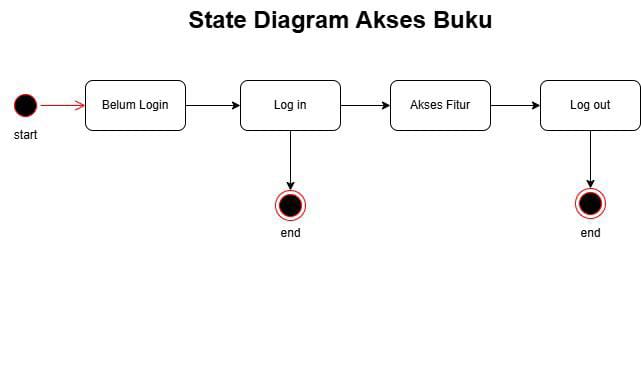 State Diagram Akses Buku
Belum Login
Log in
Akses Fitur
Log out
start
end
end